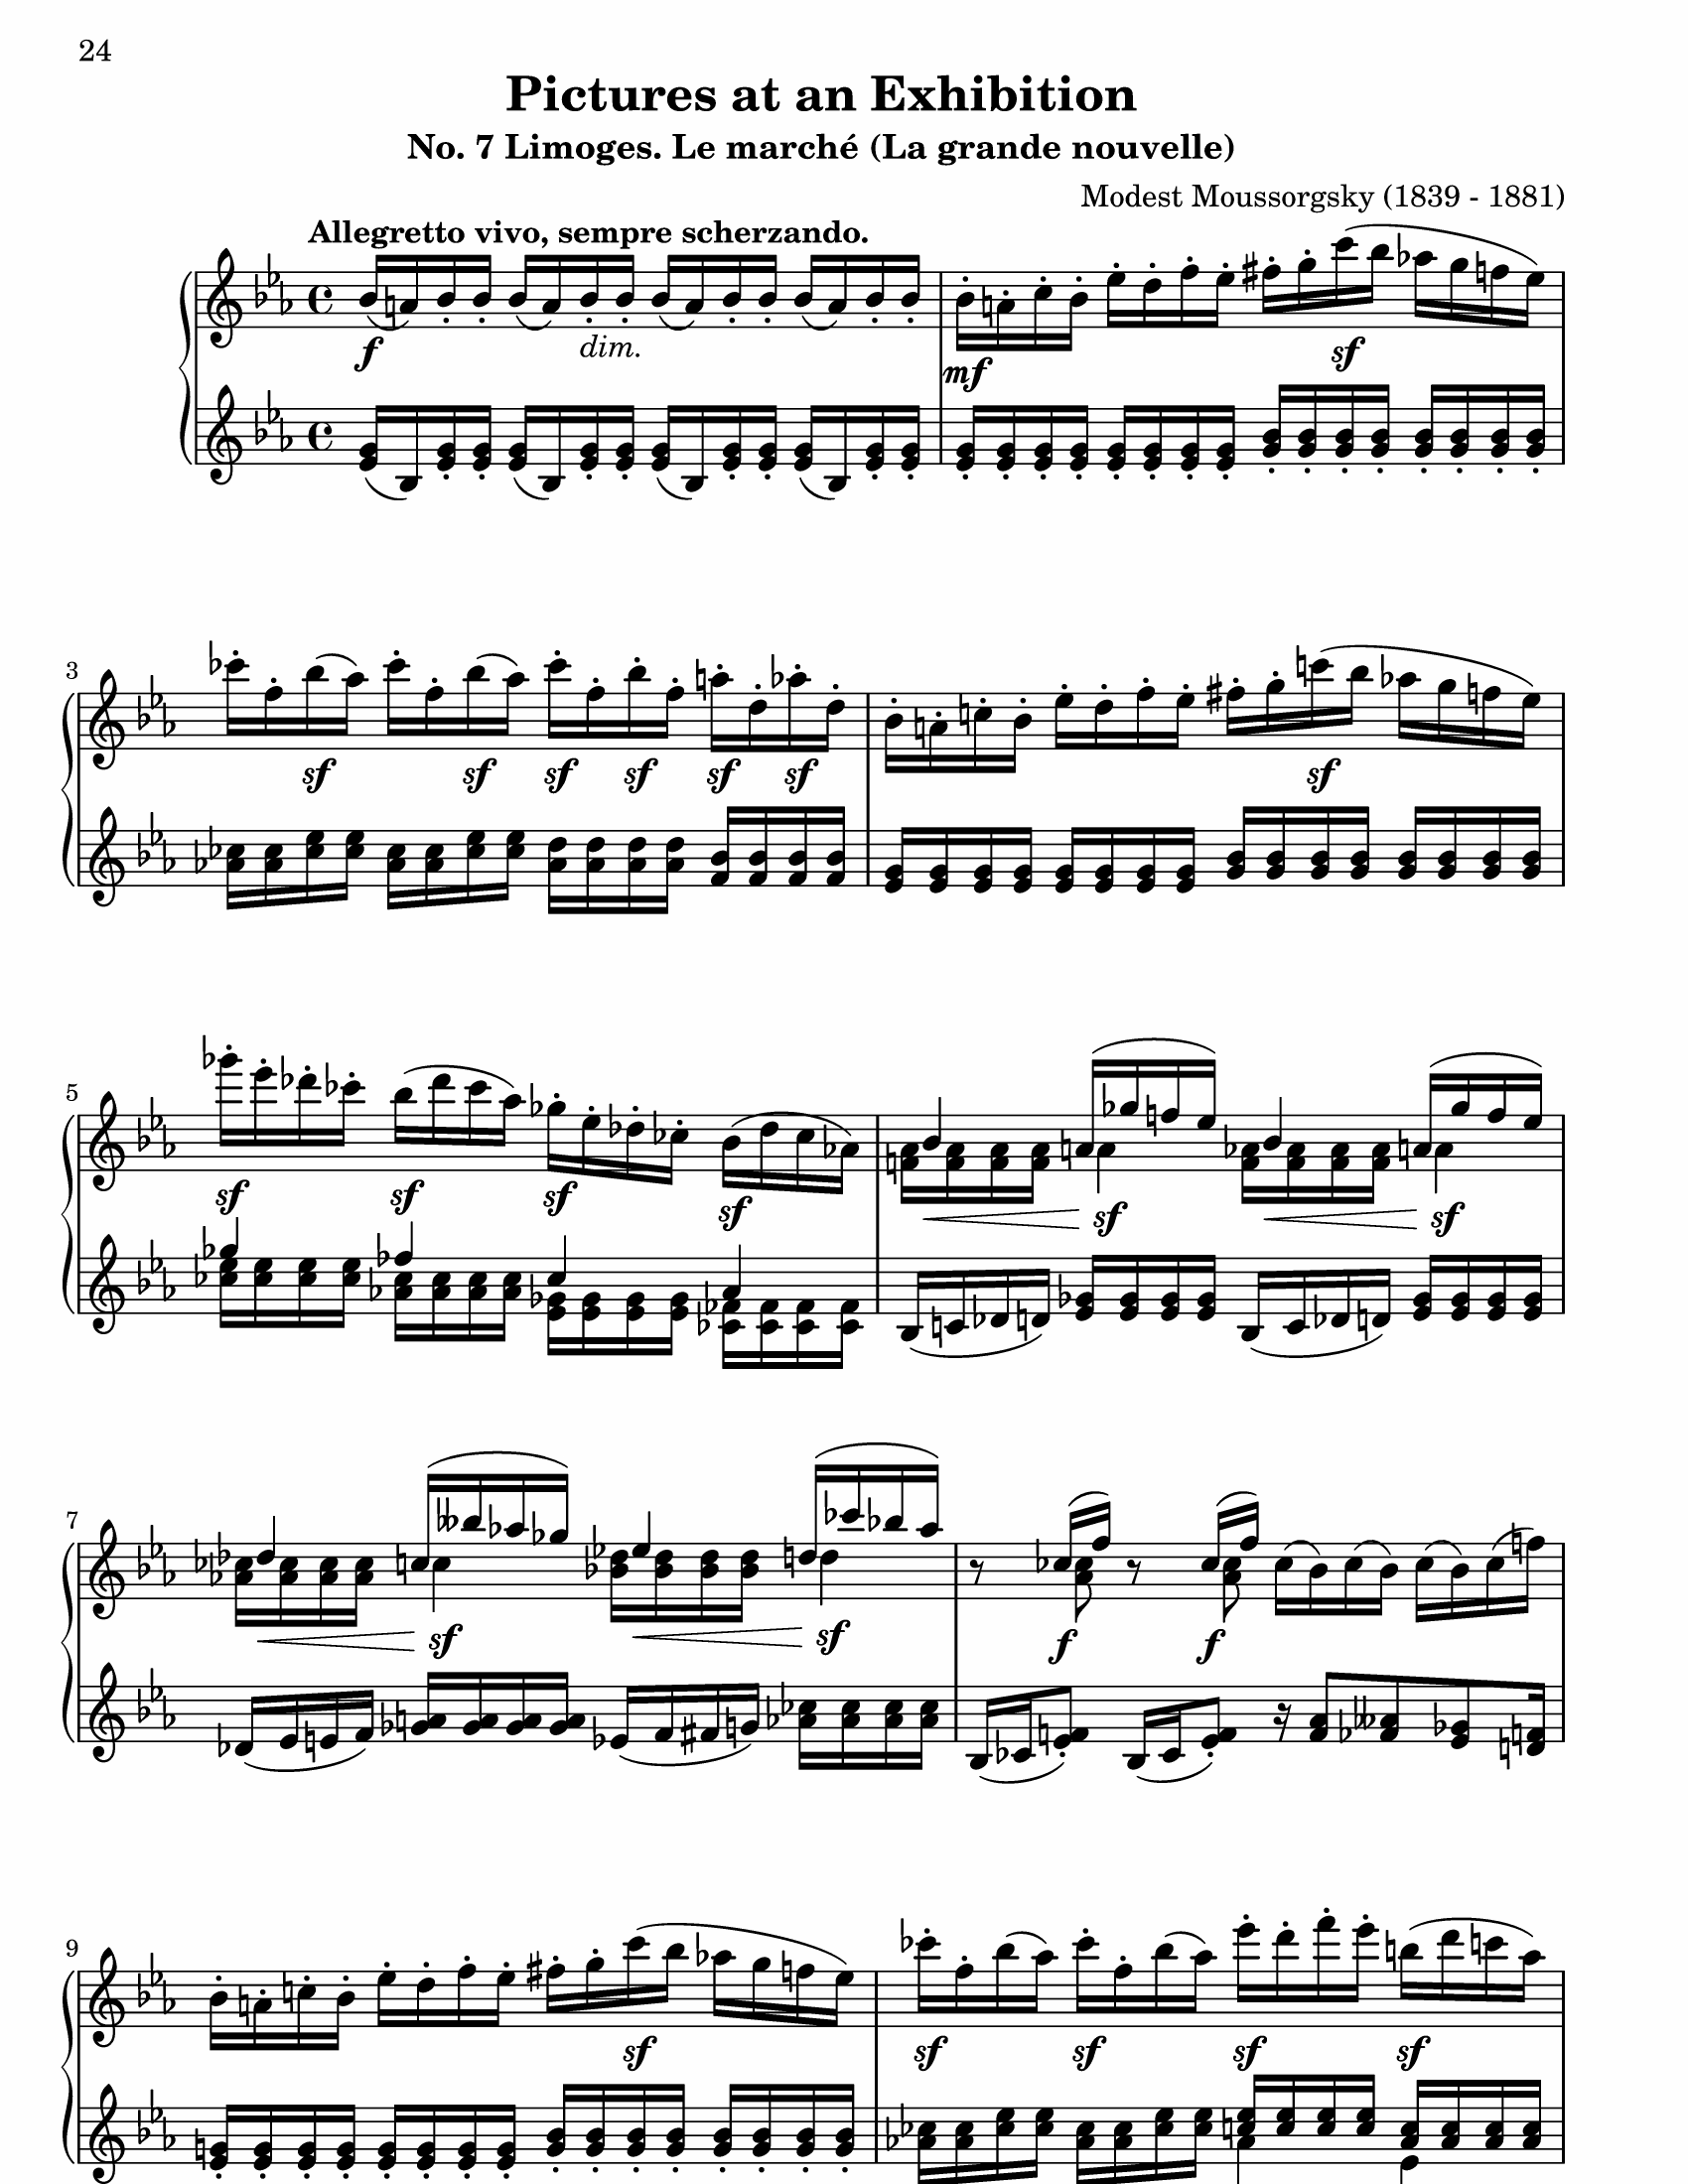 24
Pictures at an Exhibition
No. 7 Limoges. Le marché (La grande nouvelle)
Modest Moussorgsky (1839 - 1881)
Allegretto vivo, sempre scherzando.
f dim. mf sf
3
sf sf sf sf sf sf sf
5
sf sf sf sf sf sf
7
sf sf f f
9
sf sf sf sf sf